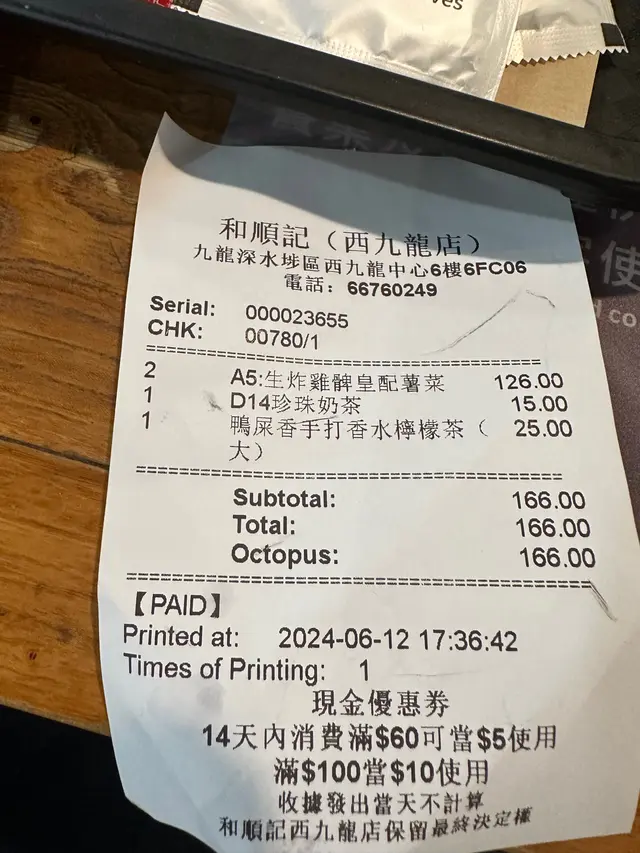 ves
和順記（西九龍店）
九龍深水埗區西九龍中心6樓6FC06
電話：66760249
Serial: 000023655
CHK: 00780/1
2 A5:生炸雞髀皇配薯菜 126.00
1 D14珍珠奶茶 15.00
1 鴨屎香手打香水檸檬茶（ 25.00
大）
Subtotal: 166.00
Total: 166.00
Octopus: 166.00
【PAID】
Printed at: 2024-06-12 17:36:42
Times of Printing: 1
現金優惠券
14天內消費滿$60可當$5使用
滿$100當$10使用
收據發出當天不計算
和順記西九龍店保留最終決定權